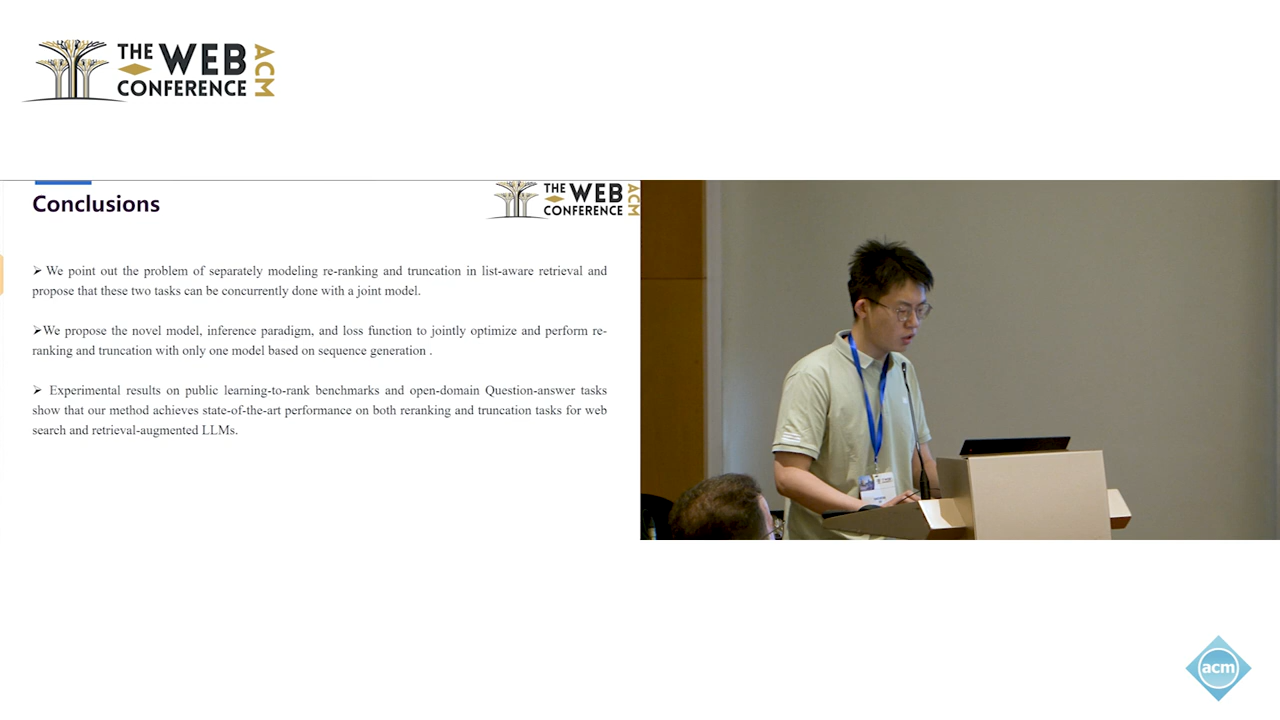 THE WEB
CONFERENCE
ACM
Conclusions
THE WEB
CONFERENCE
ACM
➢ We point out the problem of separately modeling re-ranking and truncation in list-aware retrieval and
propose that these two tasks can be concurrently done with a joint model.
➢We propose the novel model, inference paradigm, and loss function to jointly optimize and perform re-
ranking and truncation with only one model based on sequence generation .
➢ Experimental results on public learning-to-rank benchmarks and open-domain Question-answer tasks
show that our method achieves state-of-the-art performance on both reranking and truncation tasks for web
search and retrieval-augmented LLMs.
acm